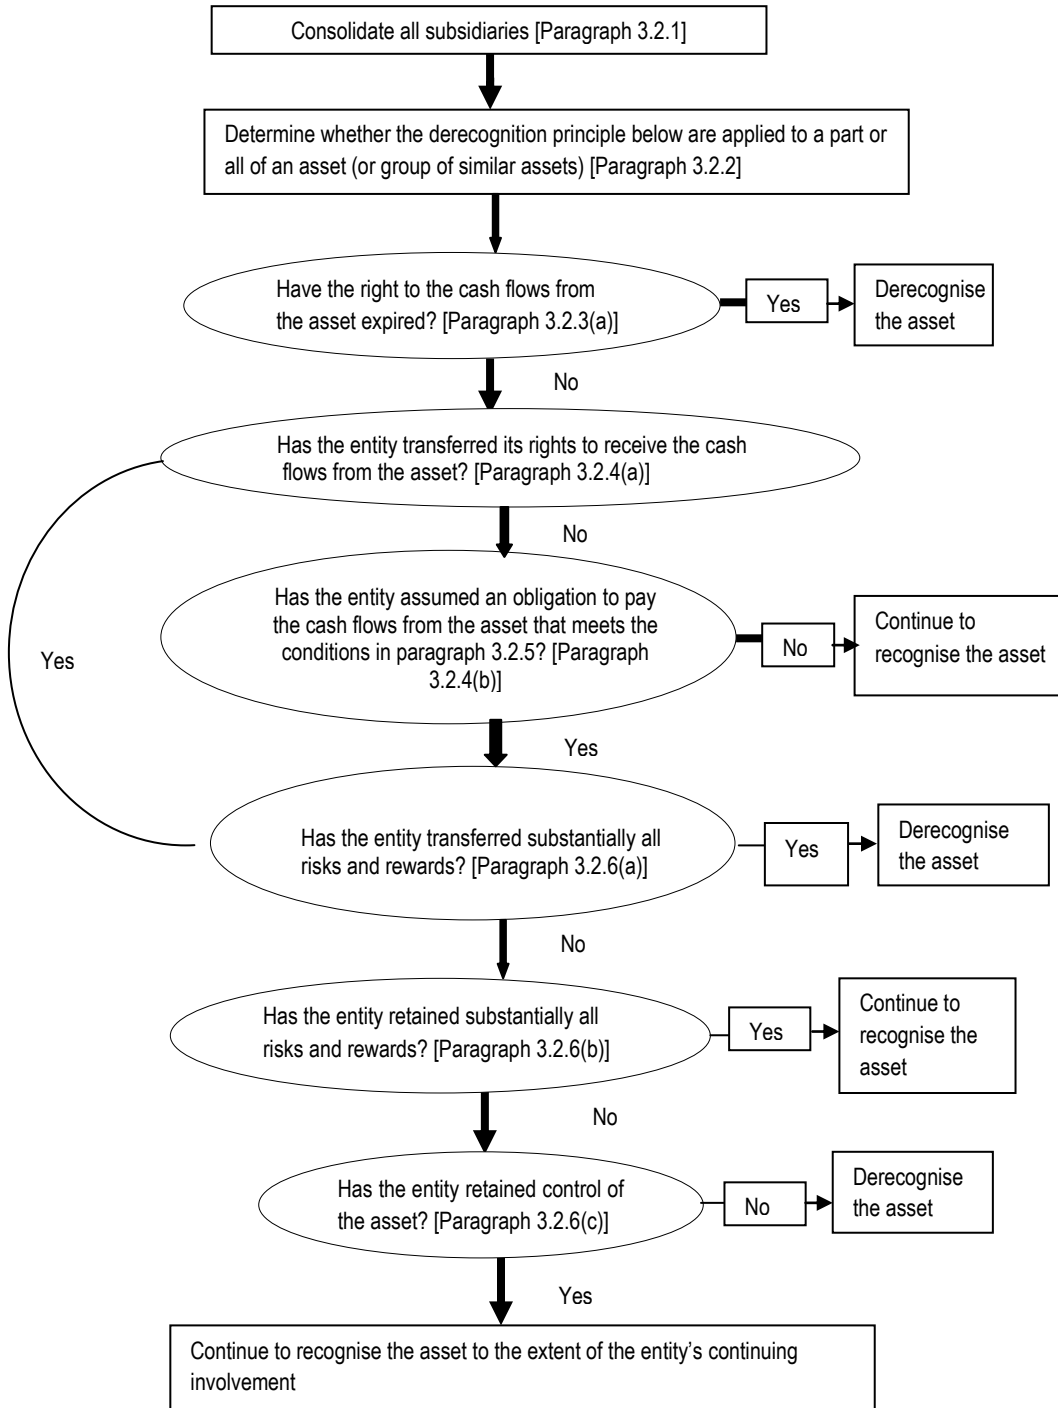 Consolidate all subsidiaries [Paragraph 3.2.1]
Determine whether the derecognition principle below are applied to a part or
all of an asset (or group of similar assets) [Paragraph 3.2.2]
Have the right to the cash flows from
the asset expired? [Paragraph 3.2.3(a)]
Yes
Derecognise
the asset
No
Has the entity transferred its rights to receive the cash
flows from the asset? [Paragraph 3.2.4(a)]
No
Has the entity assumed an obligation to pay
the cash flows from the asset that meets the
conditions in paragraph 3.2.5? [Paragraph
3.2.4(b)]
No
Continue to
recognise the asset
Yes
Yes
Has the entity transferred substantially all
risks and rewards? [Paragraph 3.2.6(a)]
Yes
Derecognise
the asset
No
Has the entity retained substantially all
risks and rewards? [Paragraph 3.2.6(b)]
Yes
Continue to
recognise the
asset
No
Has the entity retained control of
the asset? [Paragraph 3.2.6(c)]
No
Derecognise
the asset
Yes
Continue to recognise the asset to the extent of the entity's continuing
involvement